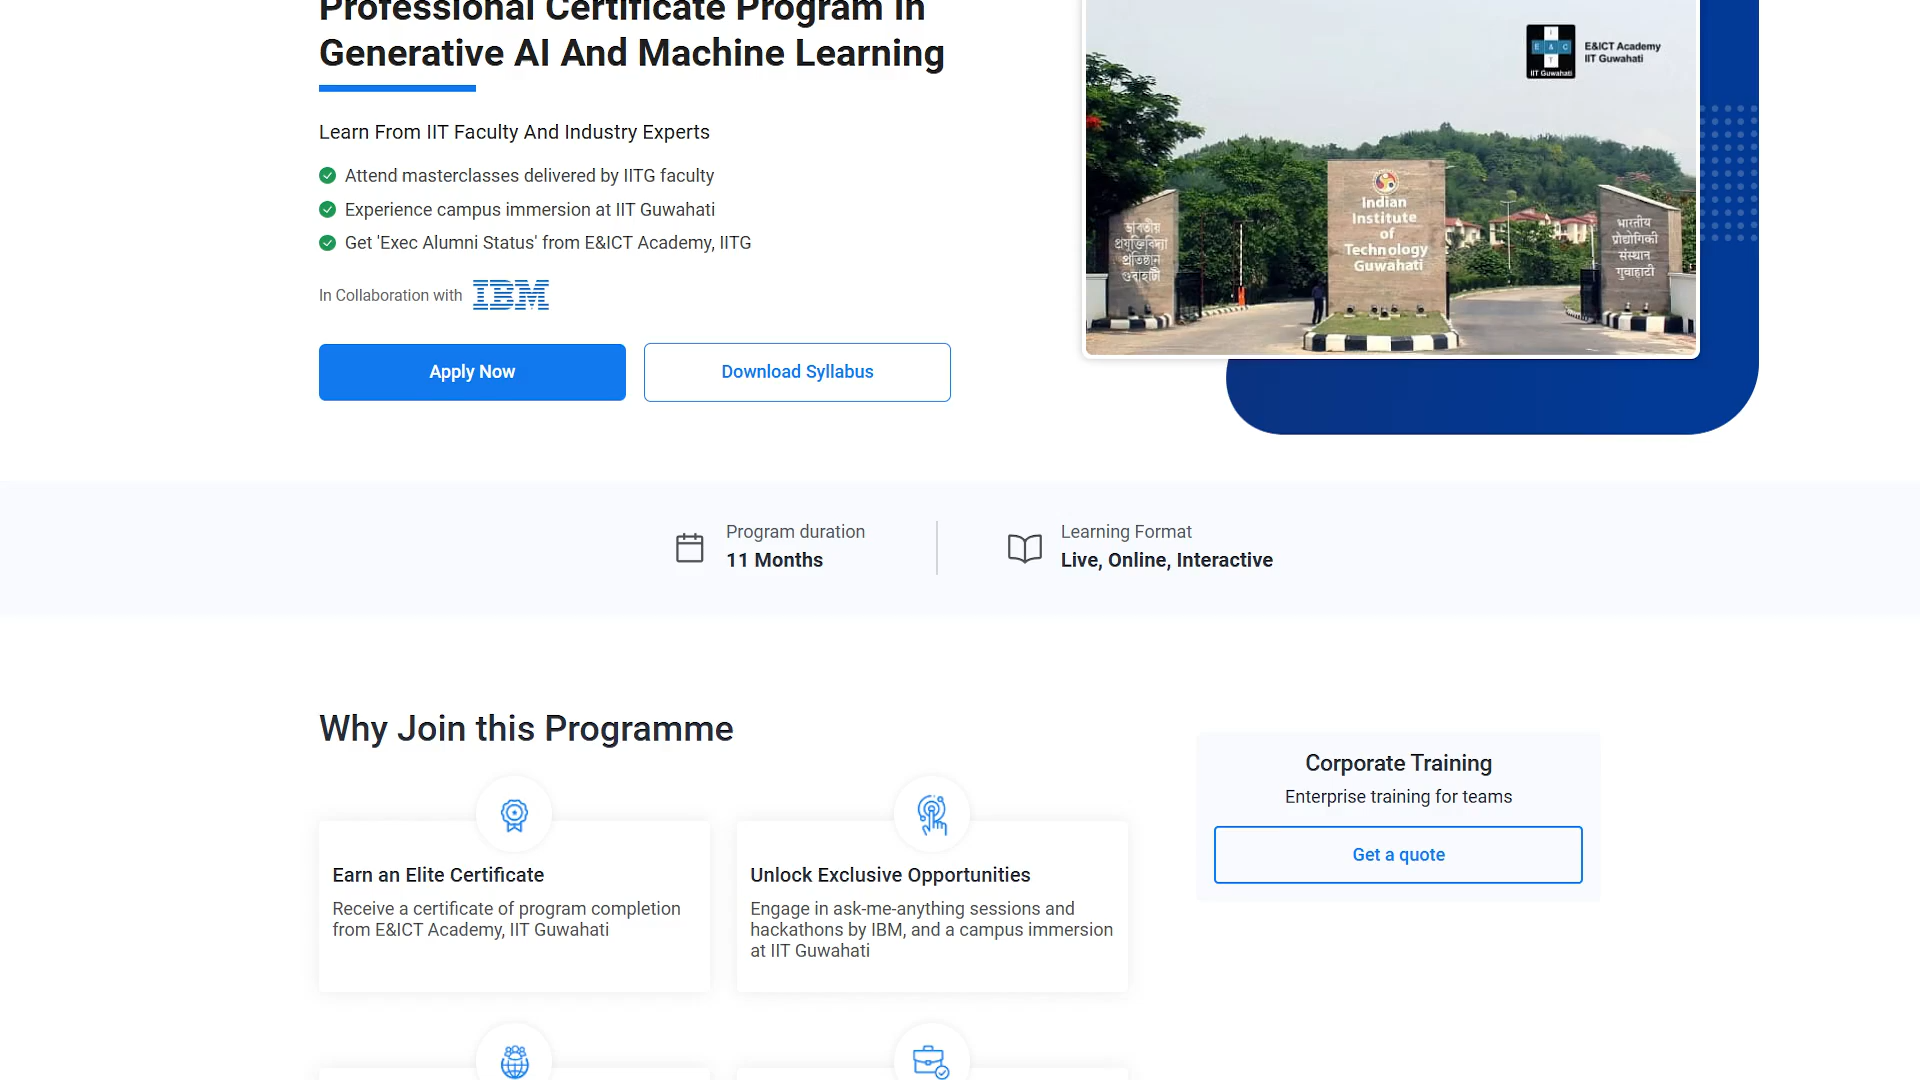 Professional Certificate Program in
Generative AI And Machine Learning
Learn From IIT Faculty And Industry Experts
Attend masterclasses delivered by IITG faculty
Experience campus immersion at IIT Guwahati
Get 'Exec Alumni Status' from E&ICT Academy, IITG
In Collaboration with IBM
Apply Now
Download Syllabus
I
E & C
T
IIT Guwahati
E&ICT Academy
IIT Guwahati
ভাৰতীয়
প্ৰযুক্তিবিদ্যা
প্ৰতিষ্ঠান
গুৱাহাটী
Indian
Institute
of
Technology
Guwahati
भारतीय
प्रौद्योगिकी
संस्थान
गुवाहाटी
Program duration
11 Months
Learning Format
Live, Online, Interactive
Why Join this Programme
Earn an Elite Certificate
Receive a certificate of program completion
from E&ICT Academy, IIT Guwahati
Unlock Exclusive Opportunities
Engage in ask-me-anything sessions and
hackathons by IBM, and a campus immersion
at IIT Guwahati
Corporate Training
Enterprise training for teams
Get a quote